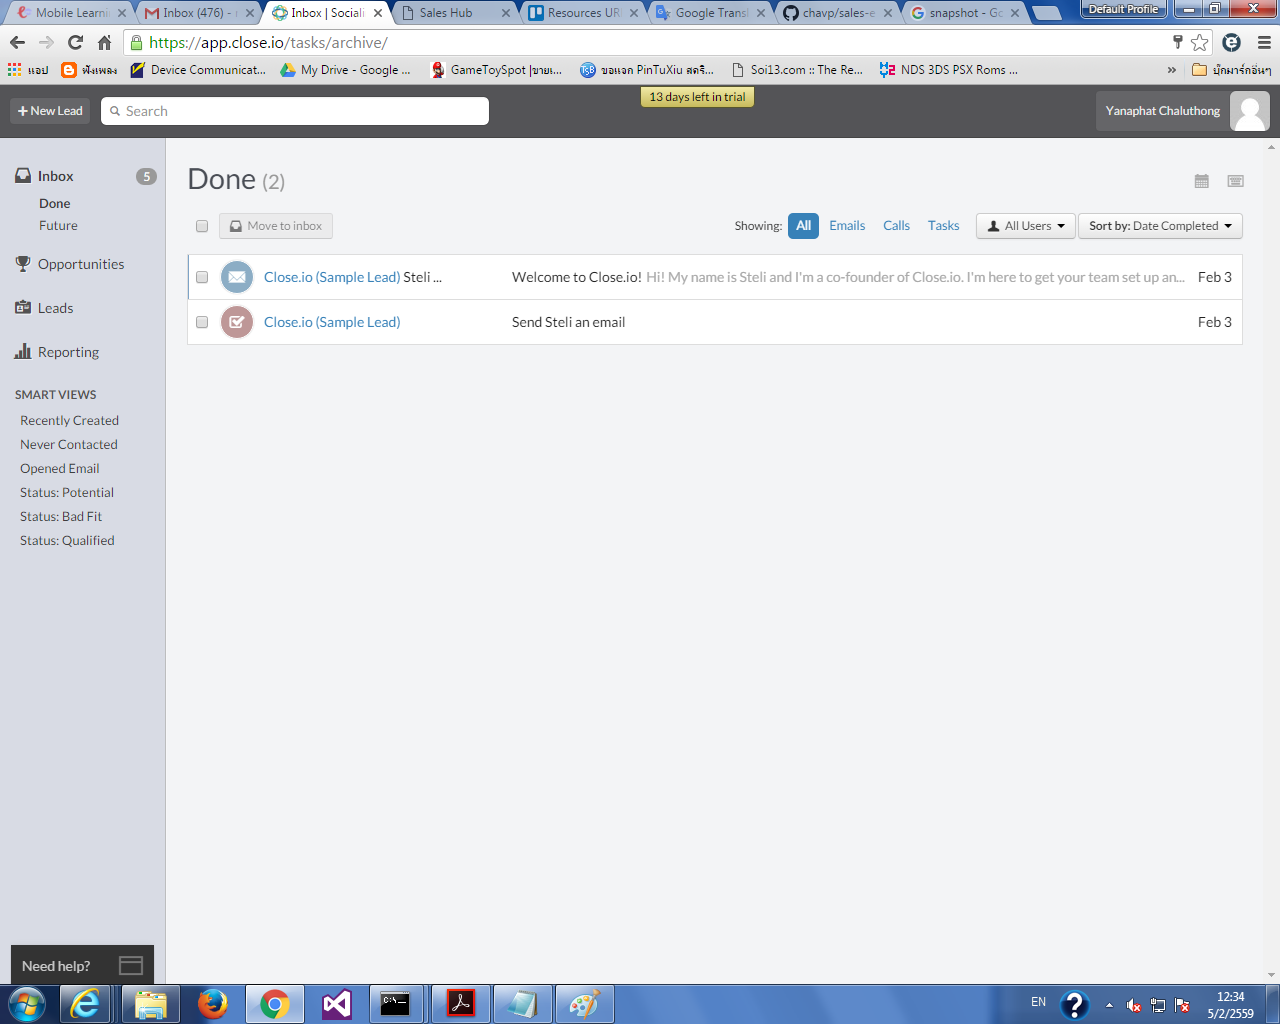 Mobile Learni
Inbox (476) -
Inbox | Sociali
Sales Hub
Resources UR
Google Transl
chavp/sales-e
snapshot - Go
Default Profile
https://app.close.io/tasks/archive/
แอป
ฟังเพลง
Device Communicat...
My Drive - Google ...
GameToySpot |ขายเ...
ขอแจก PinTuXiu สตรี...
Soi13.com :: The Re...
NDS 3DS PSX Roms ...
»
บุ๊กมาร์กอื่นๆ
13 days left in trial
+ New Lead
Search
Yanaphat Chaluthong
Inbox 5
Done
Future
Opportunities
Leads
Reporting
SMART VIEWS
Recently Created
Never Contacted
Opened Email
Status: Potential
Status: Bad Fit
Status: Qualified
Need help?
Done (2)
Move to inbox
Showing: All Emails Calls Tasks
All Users
Sort by: Date Completed
Close.io (Sample Lead) Steli ... Welcome to Close.io! Hi! My name is Steli and I'm a co-founder of Close.io. I'm here to get your team set up an... Feb 3
Close.io (Sample Lead) Send Steli an email Feb 3
EN
12:34
5/2/2559